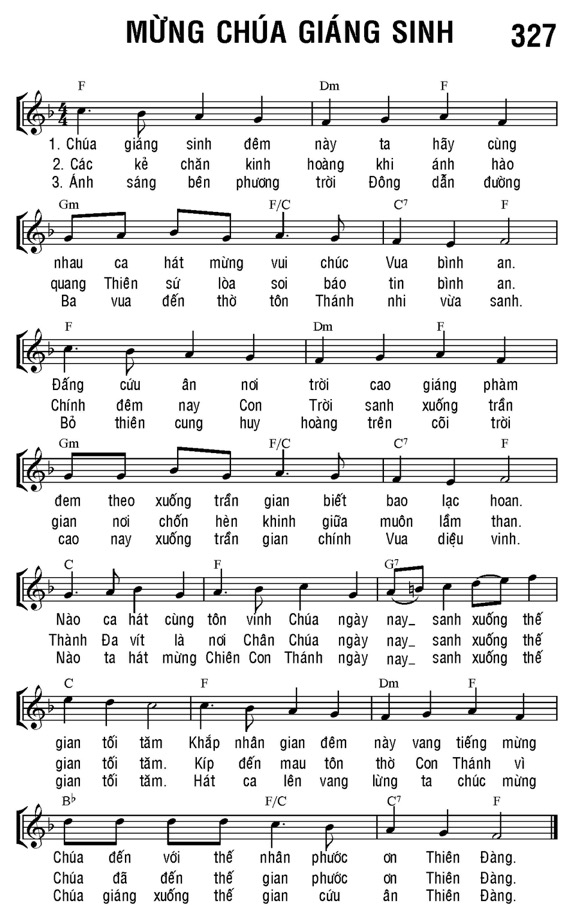 MỪNG CHÚA GIÁNG SINH 327
F Dm F
4/4
1. Chúa giáng sinh đêm này ta hãy cùng
2. Các kẻ chăn kinh hoàng khi ánh hào
3. Ánh sáng bên phương trời Đông dẫn đường
Gm F/C C7 F
nhau ca hát mừng vui chúc Vua bình an.
quang Thiên sứ lòa soi báo tin bình an.
Ba vua đến thờ tôn Thánh nhi vừa sanh.
F Dm F
Đấng cứu ân nơi trời cao giáng phàm
Chính đêm nay Con Trời sanh xuống trần
Bỏ thiên cung huy hoàng trên cõi trời
Gm F/C C7 F
đem theo xuống trần gian biết bao lạc hoan.
gian nơi chốn hèn khinh giữa muôn lầm than.
cao nay xuống trần gian chính Vua diệu vinh.
C F G7
Nào ca hát cùng tôn vinh Chúa ngày nay_ sanh xuống thế
Thành Đa vít là nơi Chân Chúa ngày nay_ sanh xuống thế
Nào ta hát mừng Chiên Con Thánh ngày nay_ sanh xuống thế
C F Dm F
gian tối tăm Khắp nhân gian đêm này vang tiếng mừng
gian tối tăm. Kíp đến mau tôn thờ Con Thánh vì
gian tối tăm. Hát ca lên vang lừng ta chúc mừng
B♭ F/C C7 F
Chúa đến với thế nhân phước ơn Thiên Đàng.
Chúa đã đến thế gian phước ơn Thiên Đàng.
Chúa giáng xuống thế gian cứu ân Thiên Đàng.